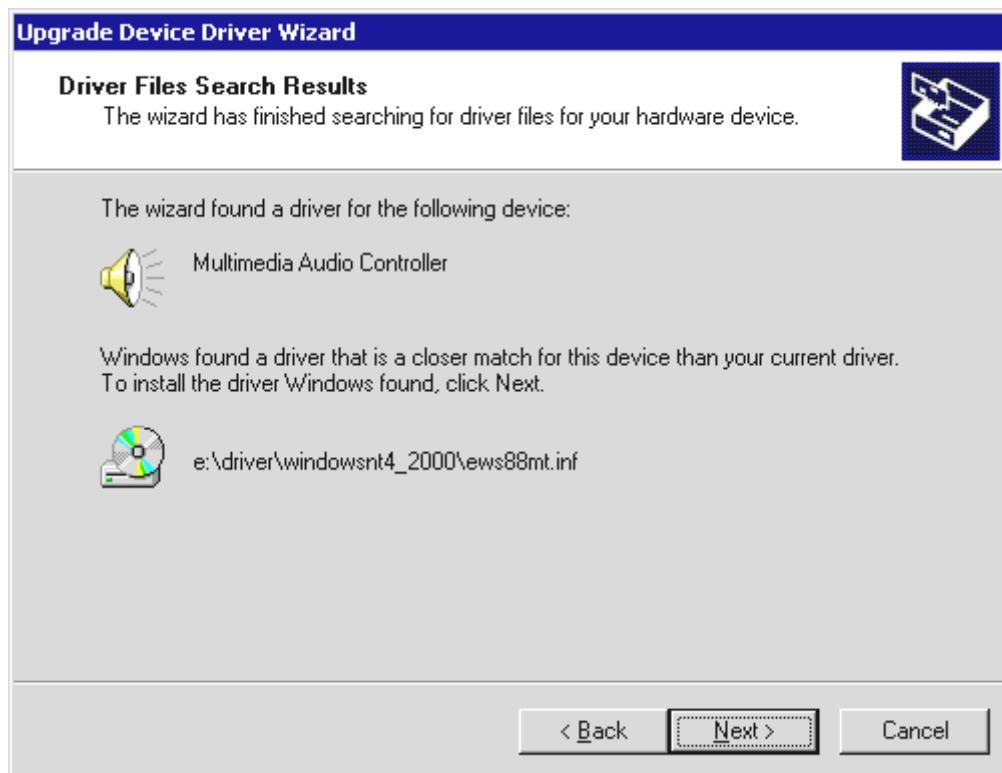 Upgrade Device Driver Wizard
Driver Files Search Results
The wizard has finished searching for driver files for your hardware device.
The wizard found a driver for the following device:
Multimedia Audio Controller
Windows found a driver that is a closer match for this device than your current driver.
To install the driver Windows found, click Next.
e:\driver\windowsnt4_2000\ews88mt.inf
< Back Next > Cancel